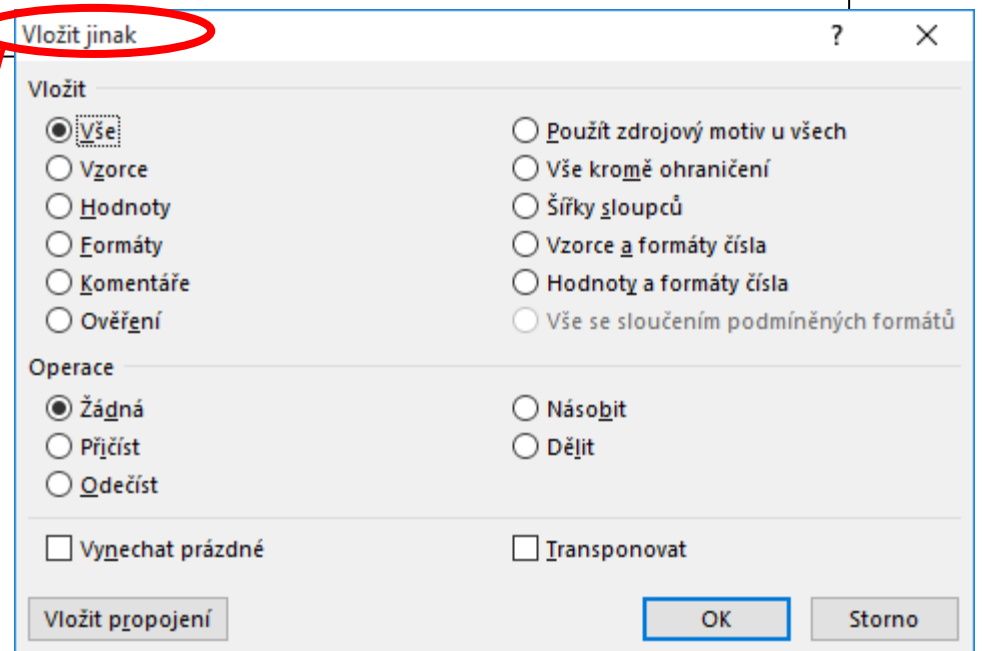 Vložit jinak ?
Vložit
Vše
Vzorce
Hodnoty
Formáty
Komentáře
Ověření
Použít zdrojový motiv u všech
Vše kromě ohraničení
Šířky sloupců
Vzorce a formáty čísla
Hodnoty a formáty čísla
Vše se sloučením podmíněných formátů
Operace
Žádná
Přičíst
Odečíst
Násobit
Dělit
Vynechat prázdné
Transponovat
Vložit propojení
OK
Storno